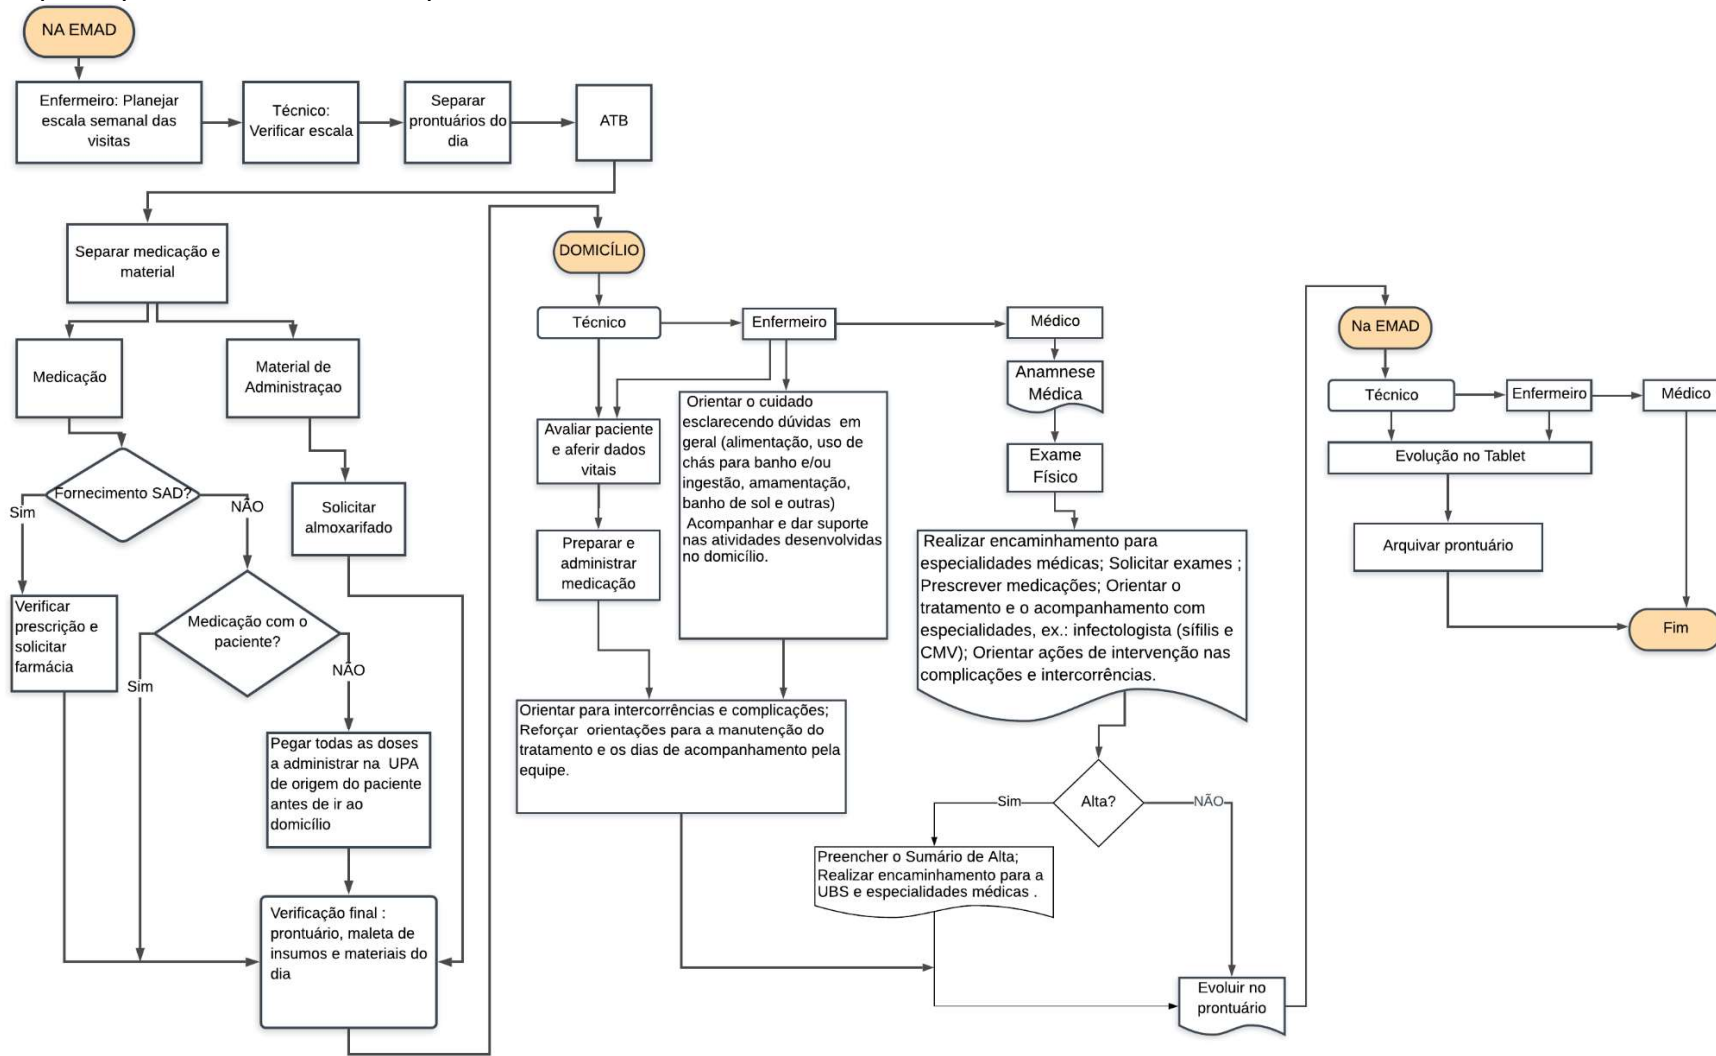 NA EMAD
Enfermeiro: Planejar
escala semanal das
visitas
Técnico:
Verificar escala
Separar
prontuários do
dia
ATB
Separar medicação e
material
Medicação
Material de
Administraçao
Fornecimento SAD?
Sim
NÃO
Solicitar
almoxarifado
Verificar
prescrição e
solicitar
farmácia
Medicação com o
paciente?
Sim
NÃO
Pegar todas as doses
a administrar na UPA
de origem do paciente
antes de ir ao
domicílio
Verificação final :
prontuário, maleta de
insumos e materiais do
dia
DOMICÍLIO
Técnico
Enfermeiro
Médico
Avaliar paciente
e aferir dados
vitais
Preparar e
administrar
medicação
Orientar o cuidado
esclarecendo dúvidas em
geral (alimentação, uso de
chás para banho e/ou
ingestão, amamentação,
banho de sol e outras)
Acompanhar e dar suporte
nas atividades desenvolvidas
no domicílio.
Orientar para intercorrências e complicações;
Reforçar orientações para a manutenção do
tratamento e os dias de acompanhamento pela
equipe.
Anamnese
Médica
Exame
Físico
Realizar encaminhamento para
especialidades médicas; Solicitar exames ;
Prescrever medicações; Orientar o
tratamento e o acompanhamento com
especialidades, ex.: infectologista (sífilis e
CMV); Orientar ações de intervenção nas
complicações e intercorrências.
Alta?
Sim
NÃO
Preencher o Sumário de Alta;
Realizar encaminhamento para a
UBS e especialidades médicas .
Evoluir no
prontuário
Na EMAD
Técnico
Enfermeiro
Médico
Evolução no Tablet
Arquivar prontuário
Fim